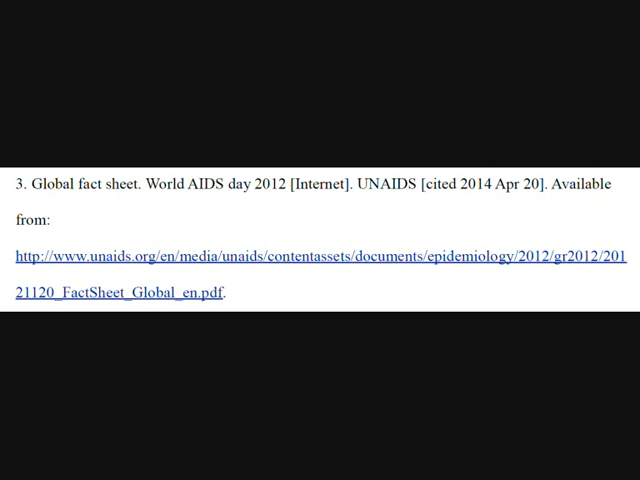 3. Global fact sheet. World AIDS day 2012 [Internet]. UNAIDS [cited 2014 Apr 20]. Available
from:
http://www.unaids.org/en/media/unaids/contentassets/documents/epidemiology/2012/gr2012/201
21120_FactSheet_Global_en.pdf.